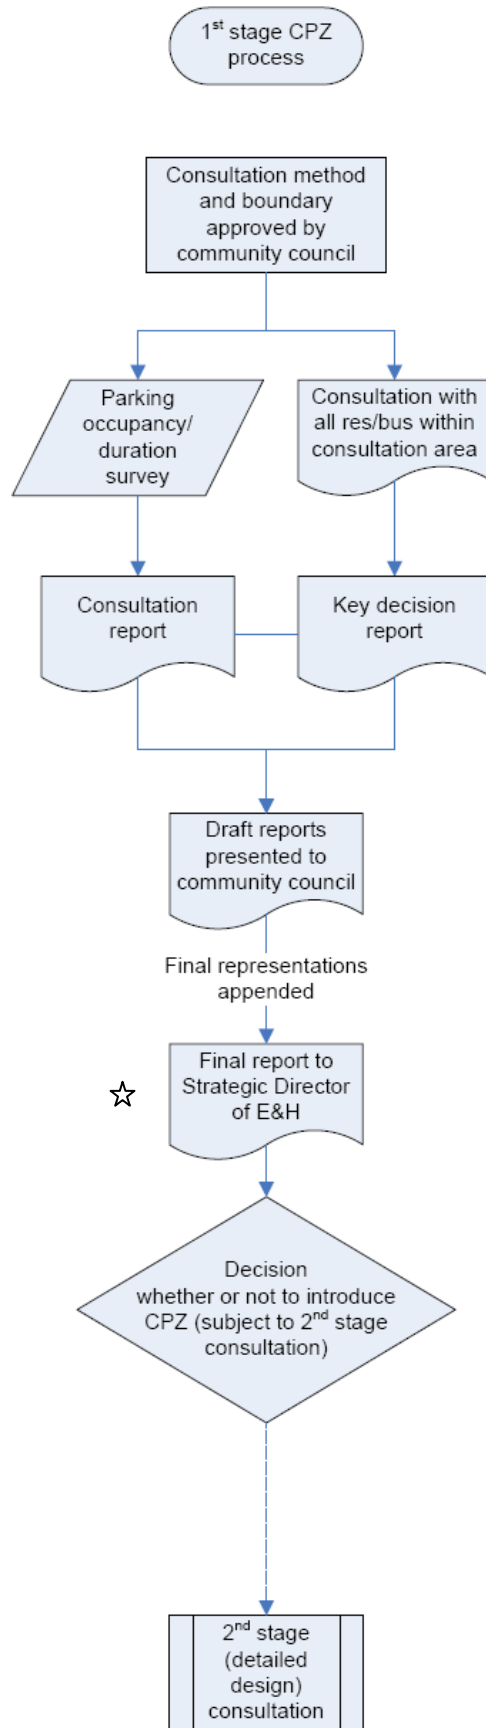 1st stage CPZ
process
Consultation method
and boundary
approved by
community council
Parking
occupancy/
duration
survey
Consultation with
all res/bus within
consultation area
Consultation
report
Key decision
report
Draft reports
presented to
community council
Final representations
appended
Final report to
Strategic Director
of E&H
Decision
whether or not to introduce
CPZ (subject to 2nd stage
consultation)
2nd stage
(detailed
design)
consultation